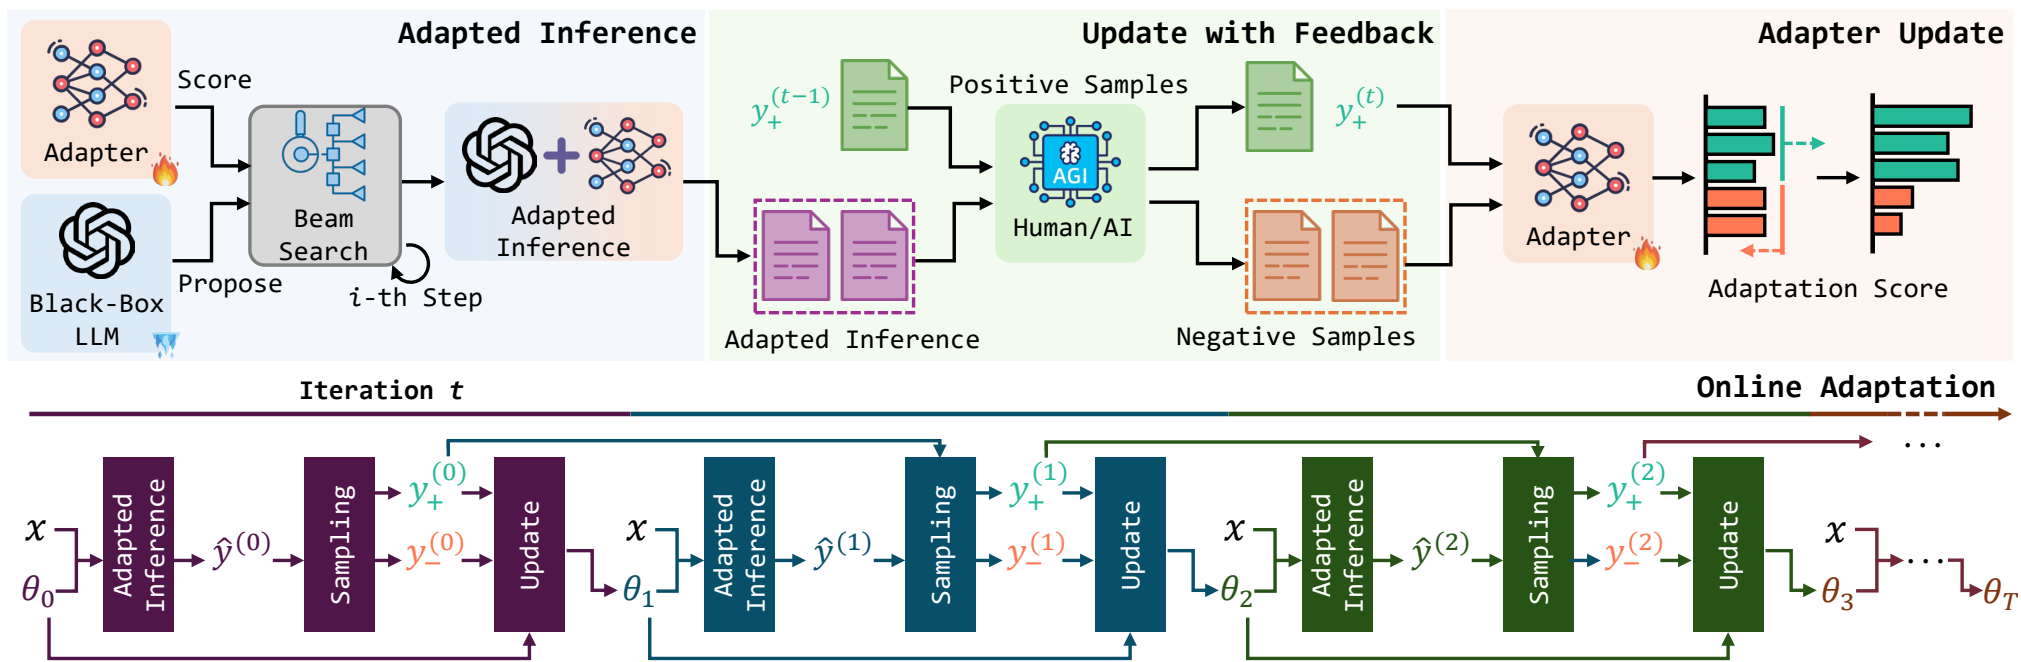 Adapted Inference
Score
Adapter
Black-Box
LLM
Propose
Beam
Search
i-th Step
Adapted
Inference
Update with Feedback
y₊⁽ᵗ⁻¹⁾
Positive Samples
y₊⁽ᵗ⁾
AGI
Human/AI
Adapted Inference
Negative Samples
Adapter Update
Adapter
Adaptation Score
Iteration t
Online Adaptation
x
θ₀
Adapted
Inference
ŷ⁽⁰⁾
Sampling
y₊⁽⁰⁾
y₋⁽⁰⁾
Update
x
θ₁
Adapted
Inference
ŷ⁽¹⁾
Sampling
y₊⁽¹⁾
y₋⁽¹⁾
Update
x
θ₂
Adapted
Inference
ŷ⁽²⁾
Sampling
y₊⁽²⁾
y₋⁽²⁾
Update
...
x
θ₃
...
θ_T